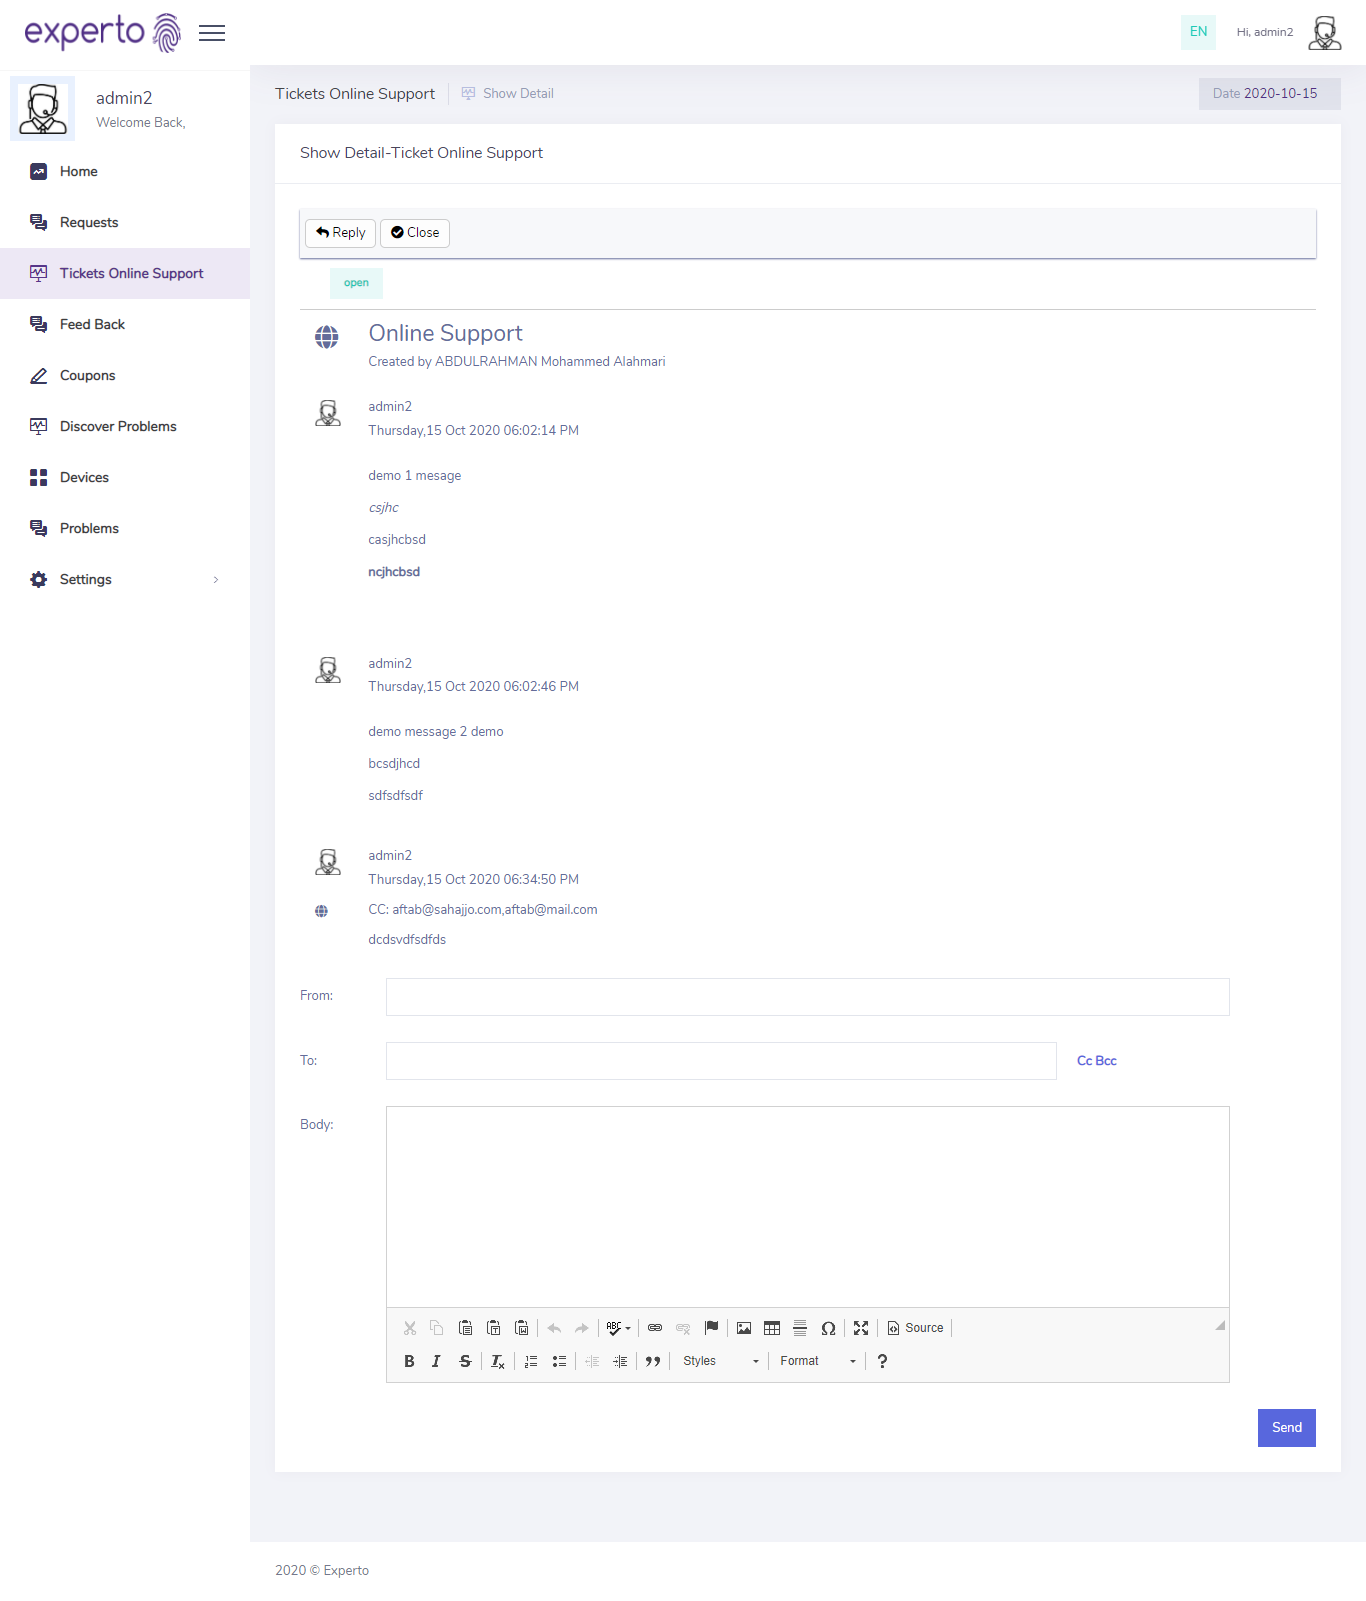 experto
EN
Hi, admin2
admin2
Welcome Back,
Home
Requests
Tickets Online Support
Feed Back
Coupons
Discover Problems
Devices
Problems
Settings
Tickets Online Support
Show Detail
Date 2020-10-15
Show Detail-Ticket Online Support
Reply
Close
open
Online Support
Created by ABDULRAHMAN Mohammed Alahmari
admin2
Thursday,15 Oct 2020 06:02:14 PM
demo 1 mesage
csjhc
casjhcbsd
ncjhcbsd
admin2
Thursday,15 Oct 2020 06:02:46 PM
demo message 2 demo
bcsdjhcd
sdfsdfsdf
admin2
Thursday,15 Oct 2020 06:34:50 PM
CC: aftab@sahajjo.com,aftab@mail.com
dcdsvdfsdfds
From:
To:
Cc Bcc
Body:
ABC
Source
B I S
Styles
Format
?
Send
2020 © Experto